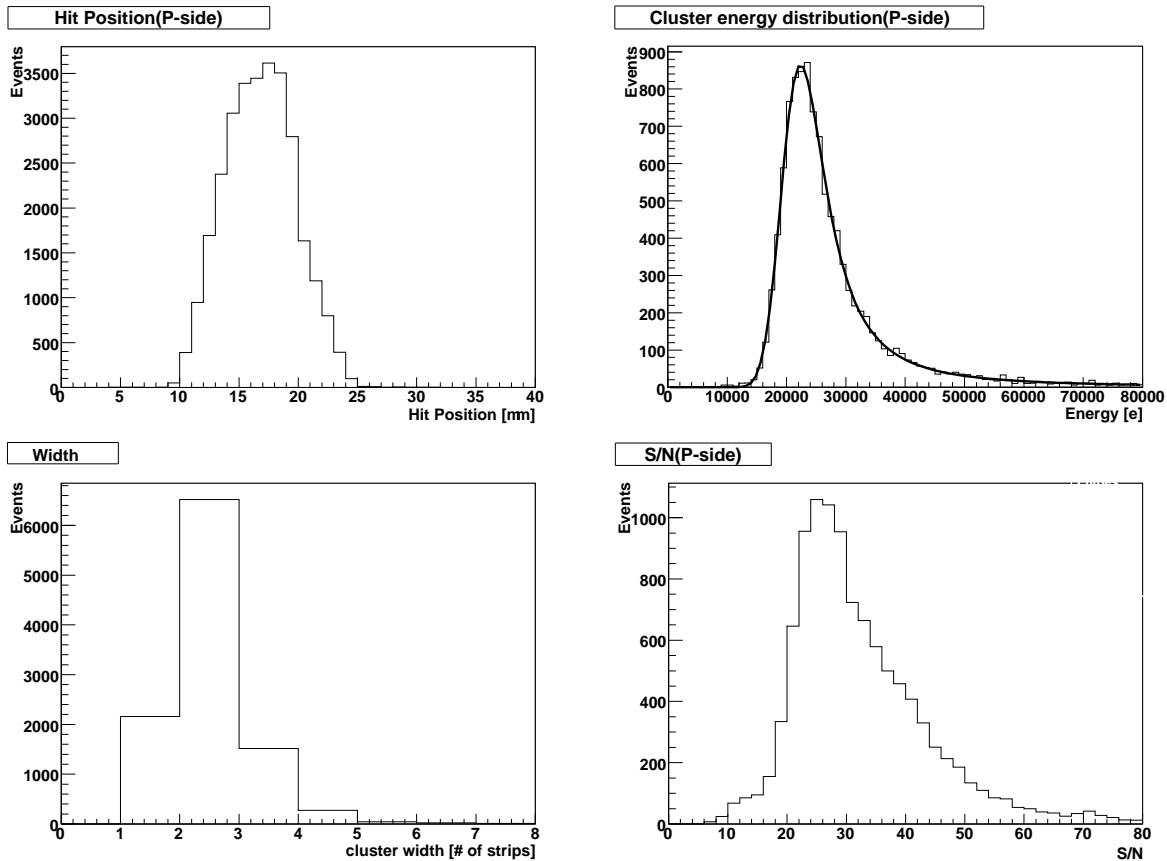 Hit Position(P-side)
Events
3500
3000
2500
2000
1500
1000
500
0
0 5 10 15 20 25 30 35 40
Hit Position [mm]
Cluster energy distribution(P-side)
Events
900
800
700
600
500
400
300
200
100
0
0 10000 20000 30000 40000 50000 60000 70000 80000
Energy [e]
Width
Events
6000
5000
4000
3000
2000
1000
0
0 1 2 3 4 5 6 7 8
cluster width [# of strips]
S/N(P-side)
Events
1000
800
600
400
200
0
0 10 20 30 40 50 60 70 80
S/N